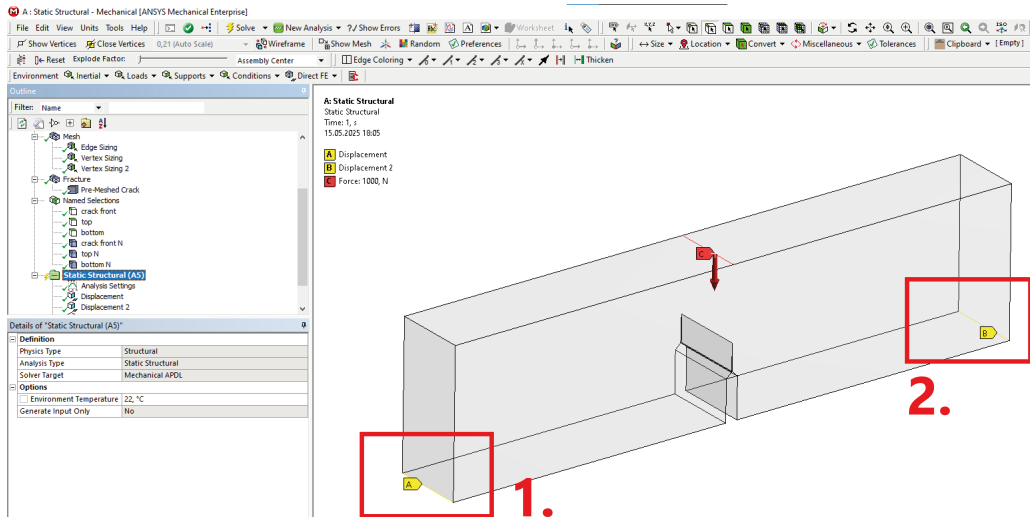 A : Static Structural - Mechanical [ANSYS Mechanical Enterprise]
File Edit View Units Tools Help Solve New Analysis ?/ Show Errors Worksheet
Show Vertices Close Vertices 0,21 (Auto Scale) Wireframe Show Mesh Random Preferences Size Location Convert Miscellaneous Tolerances Clipboard [Empty]
Reset Explode Factor: Assembly Center Edge Coloring Thicken
Environment Inertial Loads Supports Conditions Direct FE
Outline
Filter: Name
Mesh
Edge Sizing
Vertex Sizing
Vertex Sizing 2
Fracture
Pre-Meshed Crack
Named Selections
crack front
top
bottom
crack front N
top N
bottom N
Static Structural (A5)
Analysis Settings
Displacement
Displacement 2
Details of "Static Structural (A5)"
Definition
Physics Type Structural
Analysis Type Static Structural
Solver Target Mechanical APDL
Options
Environment Temperature 22, °C
Generate Input Only No
A: Static Structural
Static Structural
Time: 1, s
15.05.2025 18:05
A Displacement
B Displacement 2
C Force: 1000, N
C
B
2.
A
1.